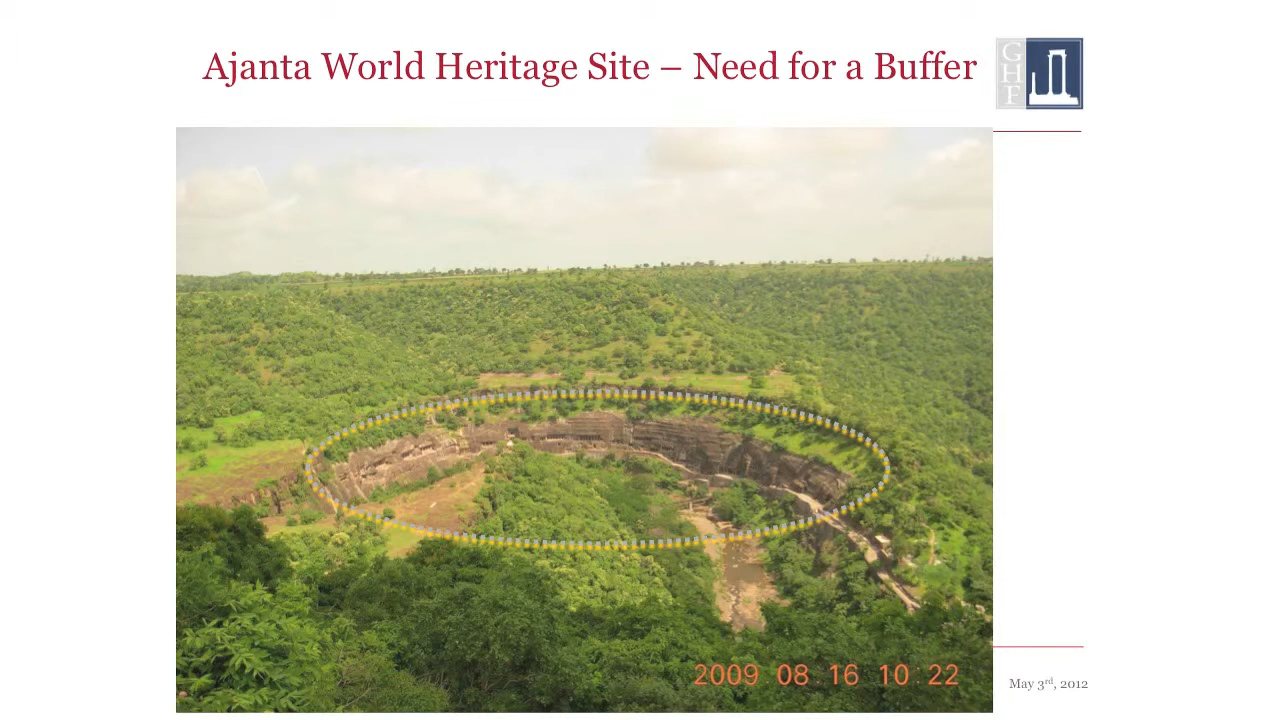 Ajanta World Heritage Site – Need for a Buffer
GHF
2009 08.16 10:22
May 3rd, 2012